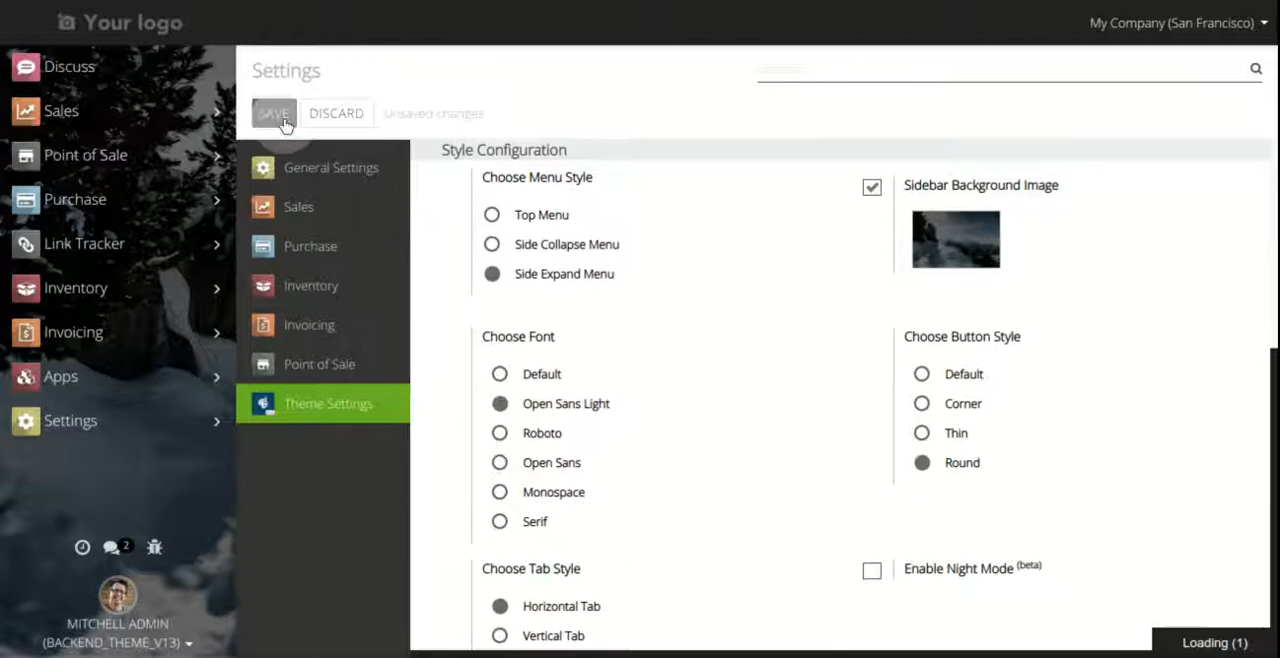 Your logo
My Company (San Francisco)
Discuss
Sales
Point of Sale
Purchase
Link Tracker
Inventory
Invoicing
Apps
Settings
2
MITCHELL ADMIN
(BACKEND_THEME_V13)
Settings
SAVE
DISCARD
Unsaved changes
General Settings
Sales
Purchase
Inventory
Invoicing
Point of Sale
Theme Settings
Style Configuration
Choose Menu Style
Top Menu
Side Collapse Menu
Side Expand Menu
Sidebar Background Image
Choose Font
Default
Open Sans Light
Roboto
Open Sans
Monospace
Serif
Choose Button Style
Default
Corner
Thin
Round
Choose Tab Style
Horizontal Tab
Vertical Tab
Enable Night Mode (beta)
Loading (1)